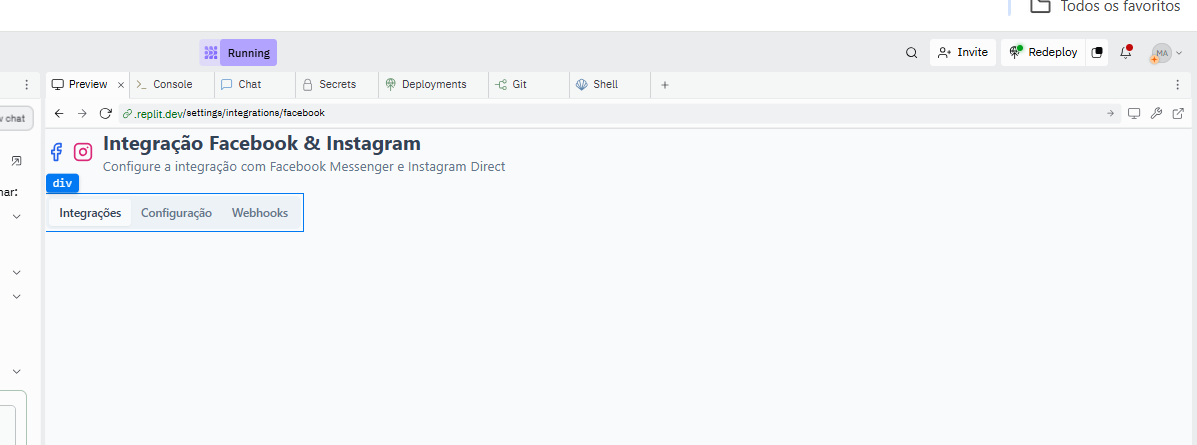 Todos os favoritos
Running
Invite
Redeploy
MA
Preview
Console
Chat
Secrets
Deployments
Git
Shell
chat
.replit.dev/settings/integrations/facebook
Integração Facebook & Instagram
Configure a integração com Facebook Messenger e Instagram Direct
nar:
div
Integrações
Configuração
Webhooks